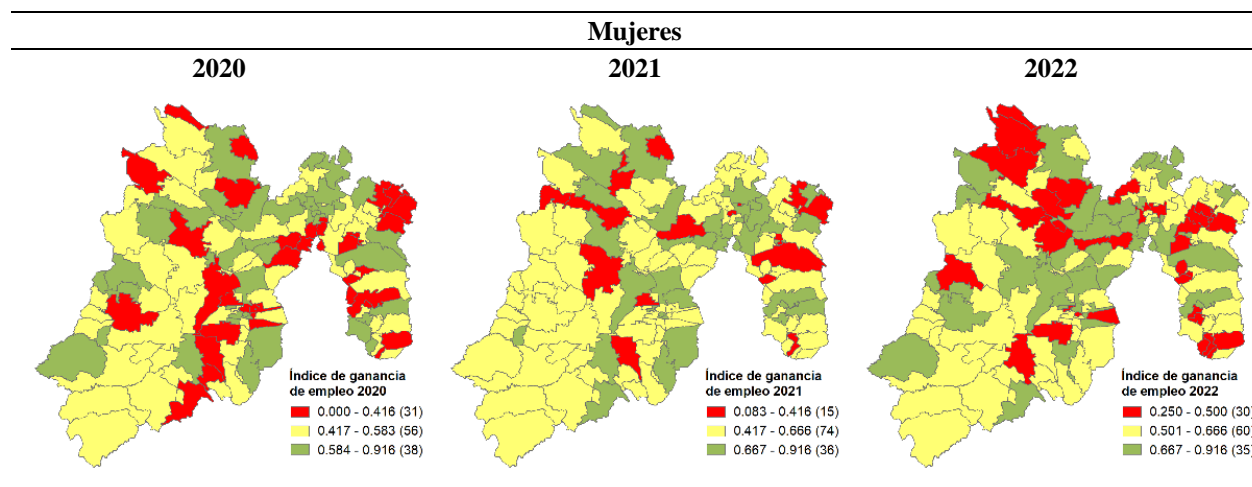 Mujeres
2020 2021 2022
Índice de ganancia
de empleo 2020
0.000 - 0.416 (31)
0.417 - 0.583 (56)
0.584 - 0.916 (38)
Índice de ganancia
de empleo 2021
0.083 - 0.416 (15)
0.417 - 0.666 (74)
0.667 - 0.916 (36)
Índice de ganancia
de empleo 2022
0.250 - 0.500 (30)
0.501 - 0.666 (60)
0.667 - 0.916 (35)